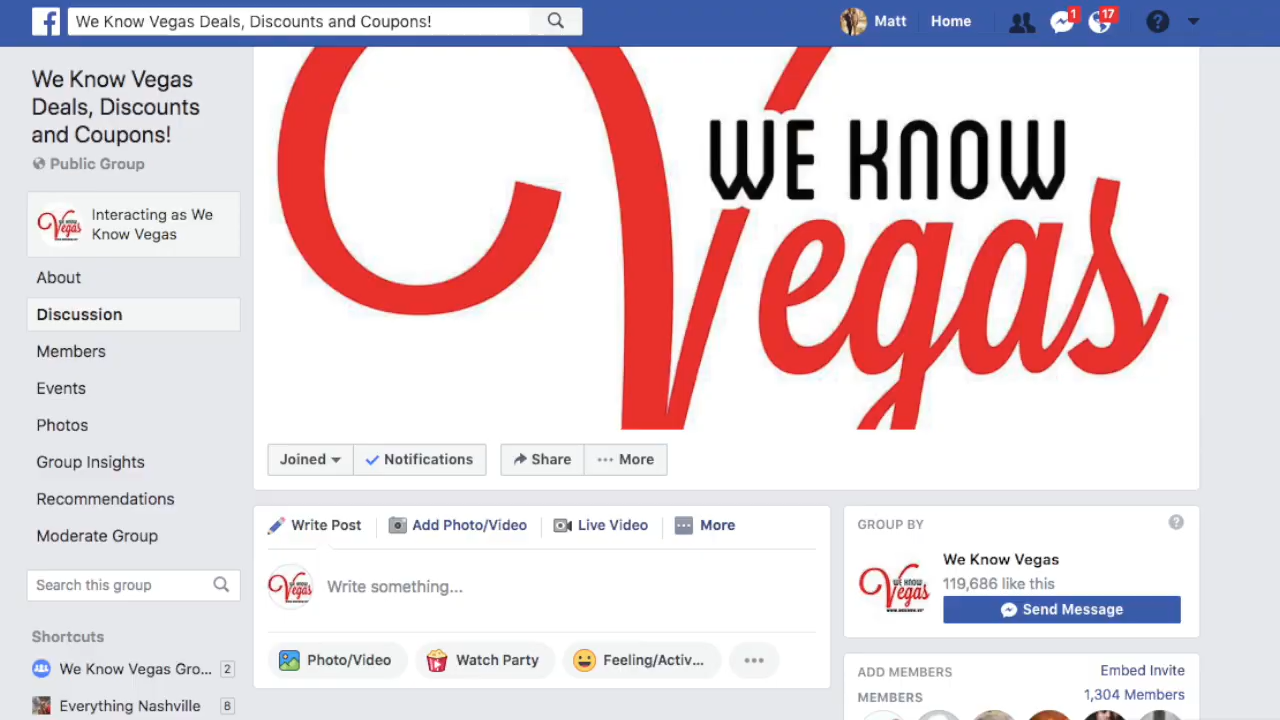 We Know Vegas Deals, Discounts and Coupons!
Matt
Home
1
17
We Know Vegas
Deals, Discounts
and Coupons!
Public Group
Interacting as We
Know Vegas
About
Discussion
Members
Events
Photos
Group Insights
Recommendations
Moderate Group
Search this group
Shortcuts
We Know Vegas Gro... 2
Everything Nashville 8
WE KNOW
Vegas
Joined
Notifications
Share
More
Write Post
Add Photo/Video
Live Video
More
Write something...
Photo/Video
Watch Party
Feeling/Activ...
GROUP BY
WE KNOW
Vegas
We Know Vegas
119,686 like this
Send Message
ADD MEMBERS
Embed Invite
MEMBERS
1,304 Members